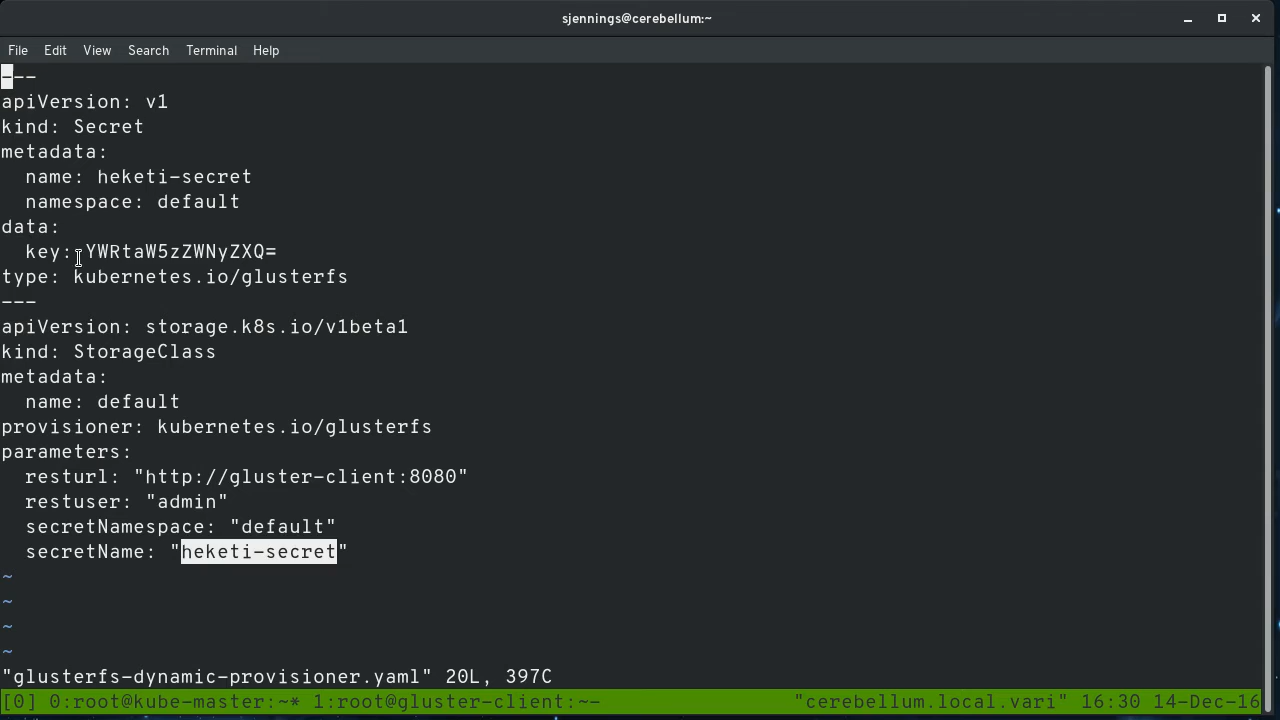 sjennings@cerebellum:~
File Edit View Search Terminal Help
---
apiVersion: v1
kind: Secret
metadata:
  name: heketi-secret
  namespace: default
data:
  key: YWRtaW5zZWNyZXQ=
type: kubernetes.io/glusterfs
---
apiVersion: storage.k8s.io/v1beta1
kind: StorageClass
metadata:
  name: default
provisioner: kubernetes.io/glusterfs
parameters:
  resturl: "http://gluster-client:8080"
  restuser: "admin"
  secretNamespace: "default"
  secretName: "heketi-secret"
~
~
~
~
"glusterfs-dynamic-provisioner.yaml" 20L, 397C
[0] 0:root@kube-master:~* 1:root@gluster-client:~- "cerebellum.local.vari" 16:30 14-Dec-16